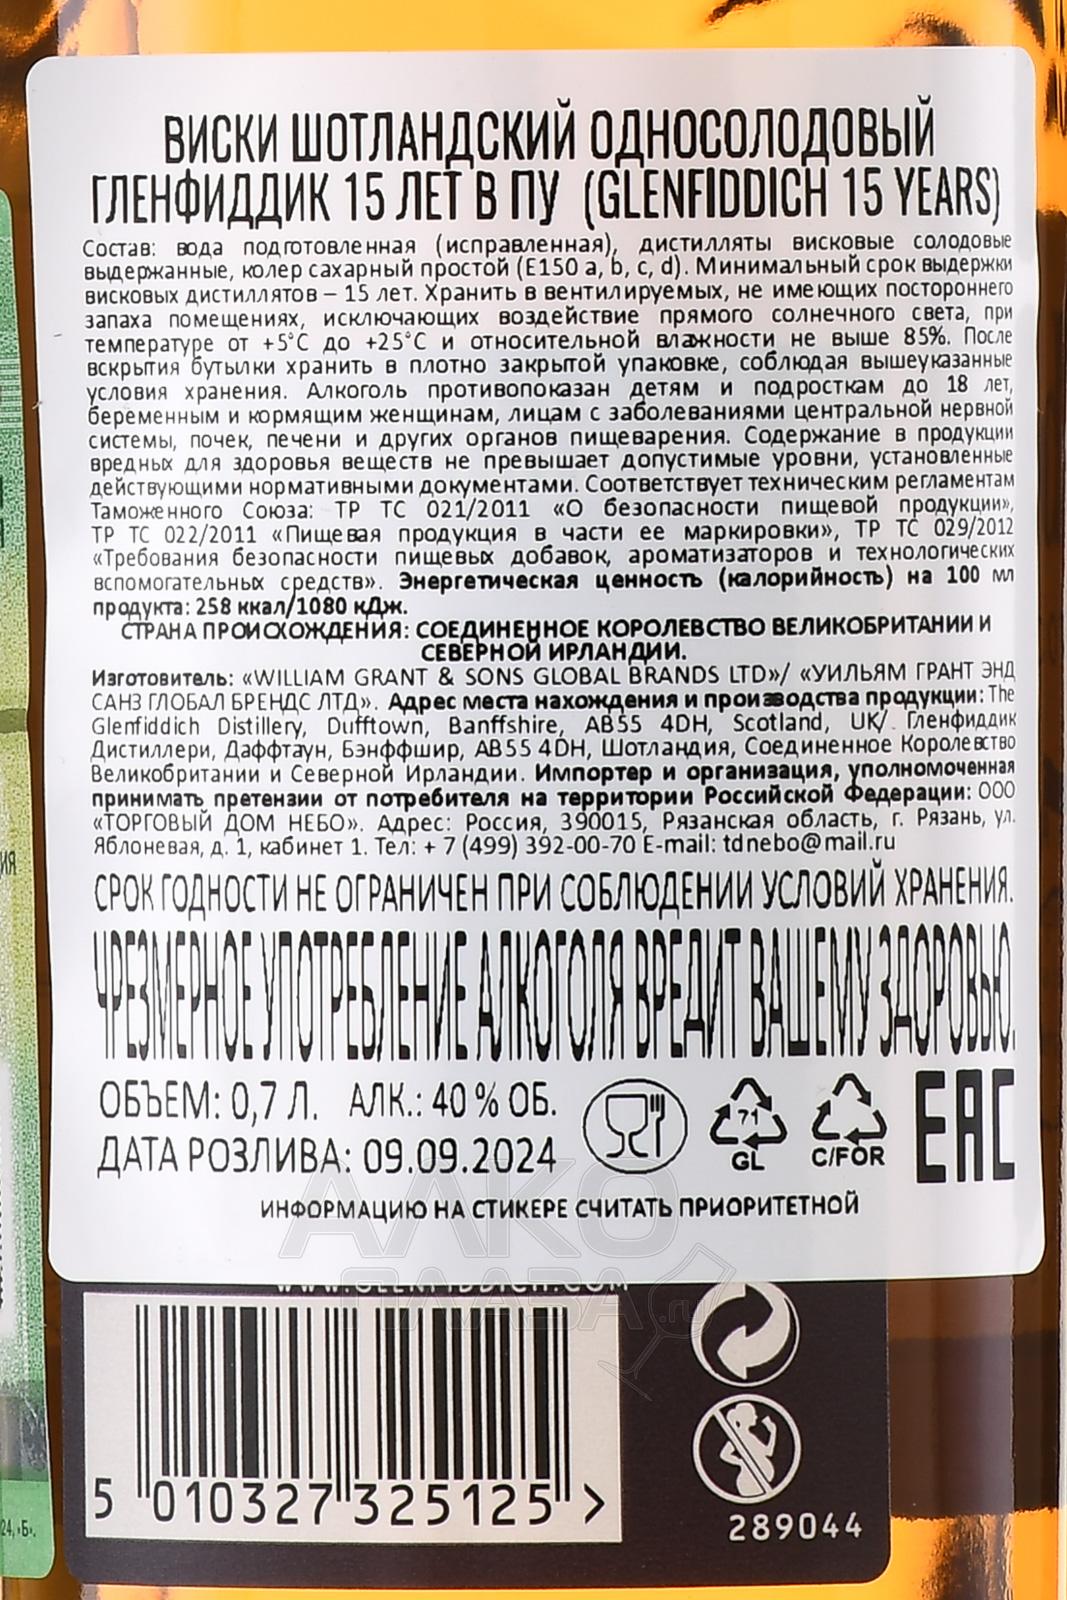 ВИСКИ ШОТЛАНДСКИЙ ОДНОСОЛОДОВЫЙ
ГЛЕНФИДДИК 15 ЛЕТ В ПУ (GLENFIDDICH 15 YEARS)
Состав: вода подготовленная (исправленная), дистилляты висковые солодовые
выдержанные, колер сахарный простой (Е150 a, b, c, d). Минимальный срок выдержки
висковых дистиллятов – 15 лет. Хранить в вентилируемых, не имеющих постороннего
запаха помещениях, исключающих воздействие прямого солнечного света, при
температуре от +5°С до +25°С и относительной влажности не выше 85%. После
вскрытия бутылки хранить в плотно закрытой упаковке, соблюдая вышеуказанные
условия хранения. Алкоголь противопоказан детям и подросткам до 18 лет,
беременным и кормящим женщинам, лицам с заболеваниями центральной нервной
системы, почек, печени и других органов пищеварения. Содержание в продукции
вредных для здоровья веществ не превышает допустимые уровни, установленные
действующими нормативными документами. Соответствует техническим регламентам
Таможенного Союза: ТР ТС 021/2011 «О безопасности пищевой продукции»,
ТР ТС 022/2011 «Пищевая продукция в части ее маркировки», ТР ТС 029/2012
«Требования безопасности пищевых добавок, ароматизаторов и технологических
вспомогательных средств». Энергетическая ценность (калорийность) на 100 мл
продукта: 258 ккал/1080 кДж.
СТРАНА ПРОИСХОЖДЕНИЯ: СОЕДИНЕННОЕ КОРОЛЕВСТВО ВЕЛИКОБРИТАНИИ И
СЕВЕРНОЙ ИРЛАНДИИ.
Изготовитель: «WILLIAM GRANT & SONS GLOBAL BRANDS LTD»/ «УИЛЬЯМ ГРАНТ ЭНД
САНЗ ГЛОБАЛ БРЕНДС ЛТД». Адрес места нахождения и производства продукции: The
Glenfiddich Distillery, Dufftown, Banffshire, AB55 4DH, Scotland, UK/ Гленфиддик
Дистиллери, Даффтаун, Бэнффшир, AB55 4DH, Шотландия, Соединенное Королевство
Великобритании и Северной Ирландии. Импортер и организация, уполномоченная
принимать претензии от потребителя на территории Российской Федерации: ООО
«ТОРГОВЫЙ ДОМ НЕБО». Адрес: Россия, 390015, Рязанская область, г. Рязань, ул.
Яблоневая, д. 1, кабинет 1. Тел: + 7 (499) 392-00-70 E-mail: tdnebo@mail.ru
СРОК ГОДНОСТИ НЕ ОГРАНИЧЕН ПРИ СОБЛЮДЕНИИ УСЛОВИЙ ХРАНЕНИЯ.
ЧРЕЗМЕРНОЕ УПОТРЕБЛЕНИЕ АЛКОГОЛЯ ВРЕДИТ ВАШЕМУ ЗДОРОВЬЮ.
ОБЪЕМ: 0,7 Л. АЛК.: 40 % ОБ.
ДАТА РОЗЛИВА: 09.09.2024
71
GL
C/FOR
EAC
ИНФОРМАЦИЮ НА СТИКЕРЕ СЧИТАТЬ ПРИОРИТЕТНОЙ
АЛКО
ПЛАЗА.ru
WWW.GLENFIDDICH.COM
5 010327 325125 >
289044
24, «Б».